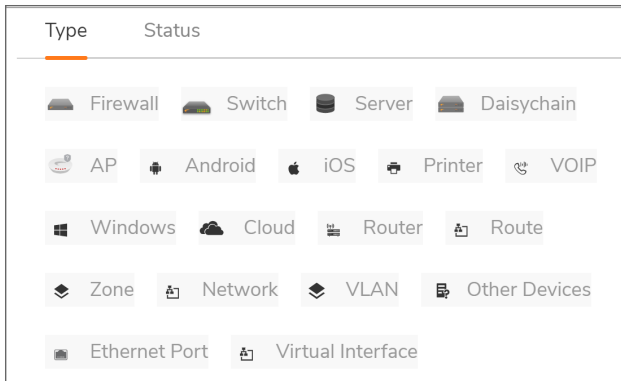 Type Status
Firewall Switch Server Daisychain
AP Android iOS Printer VOIP
Windows Cloud Router Route
Zone Network VLAN Other Devices
Ethernet Port Virtual Interface